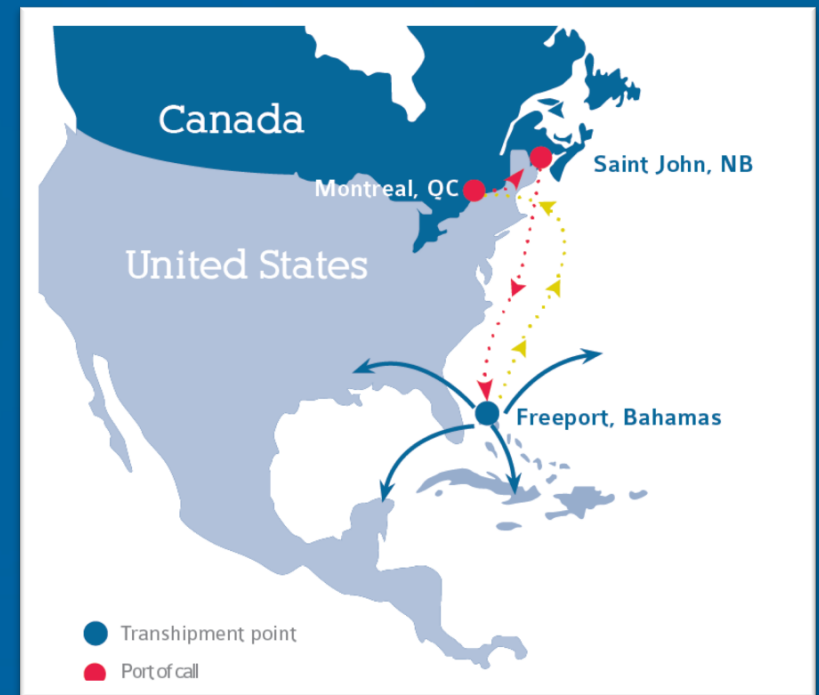 Canada
Saint John, NB
Montreal, QC
United States
Freeport, Bahamas
Transhipment point
Port of call